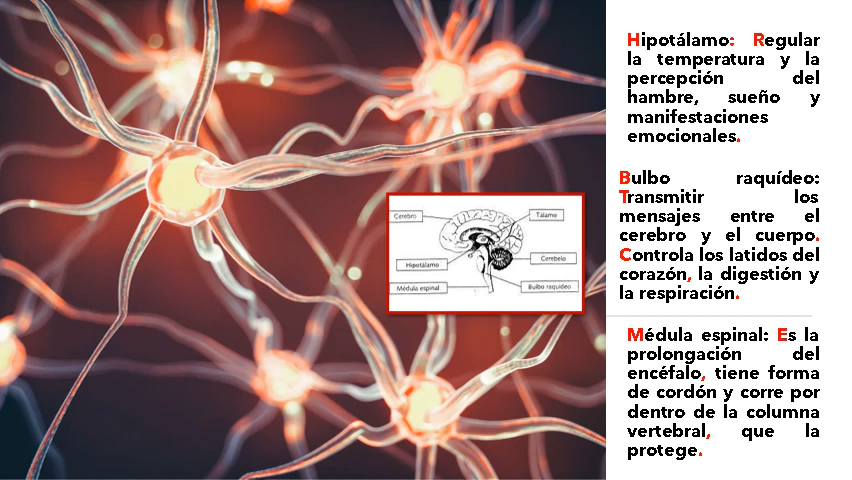 Hipotálamo: Regular
la temperatura y la
percepción del
hambre, sueño y
manifestaciones
emocionales.
Bulbo raquídeo:
Transmitir los
mensajes entre el
cerebro y el cuerpo.
Controla los latidos del
corazón, la digestión y
la respiración.
Médula espinal: Es la
prolongación del
encéfalo, tiene forma
de cordón y corre por
dentro de la columna
vertebral, que la
protege.
Cerebro
Tálamo
Hipotálamo
Cerebelo
Médula espinal
Bulbo raquídeo